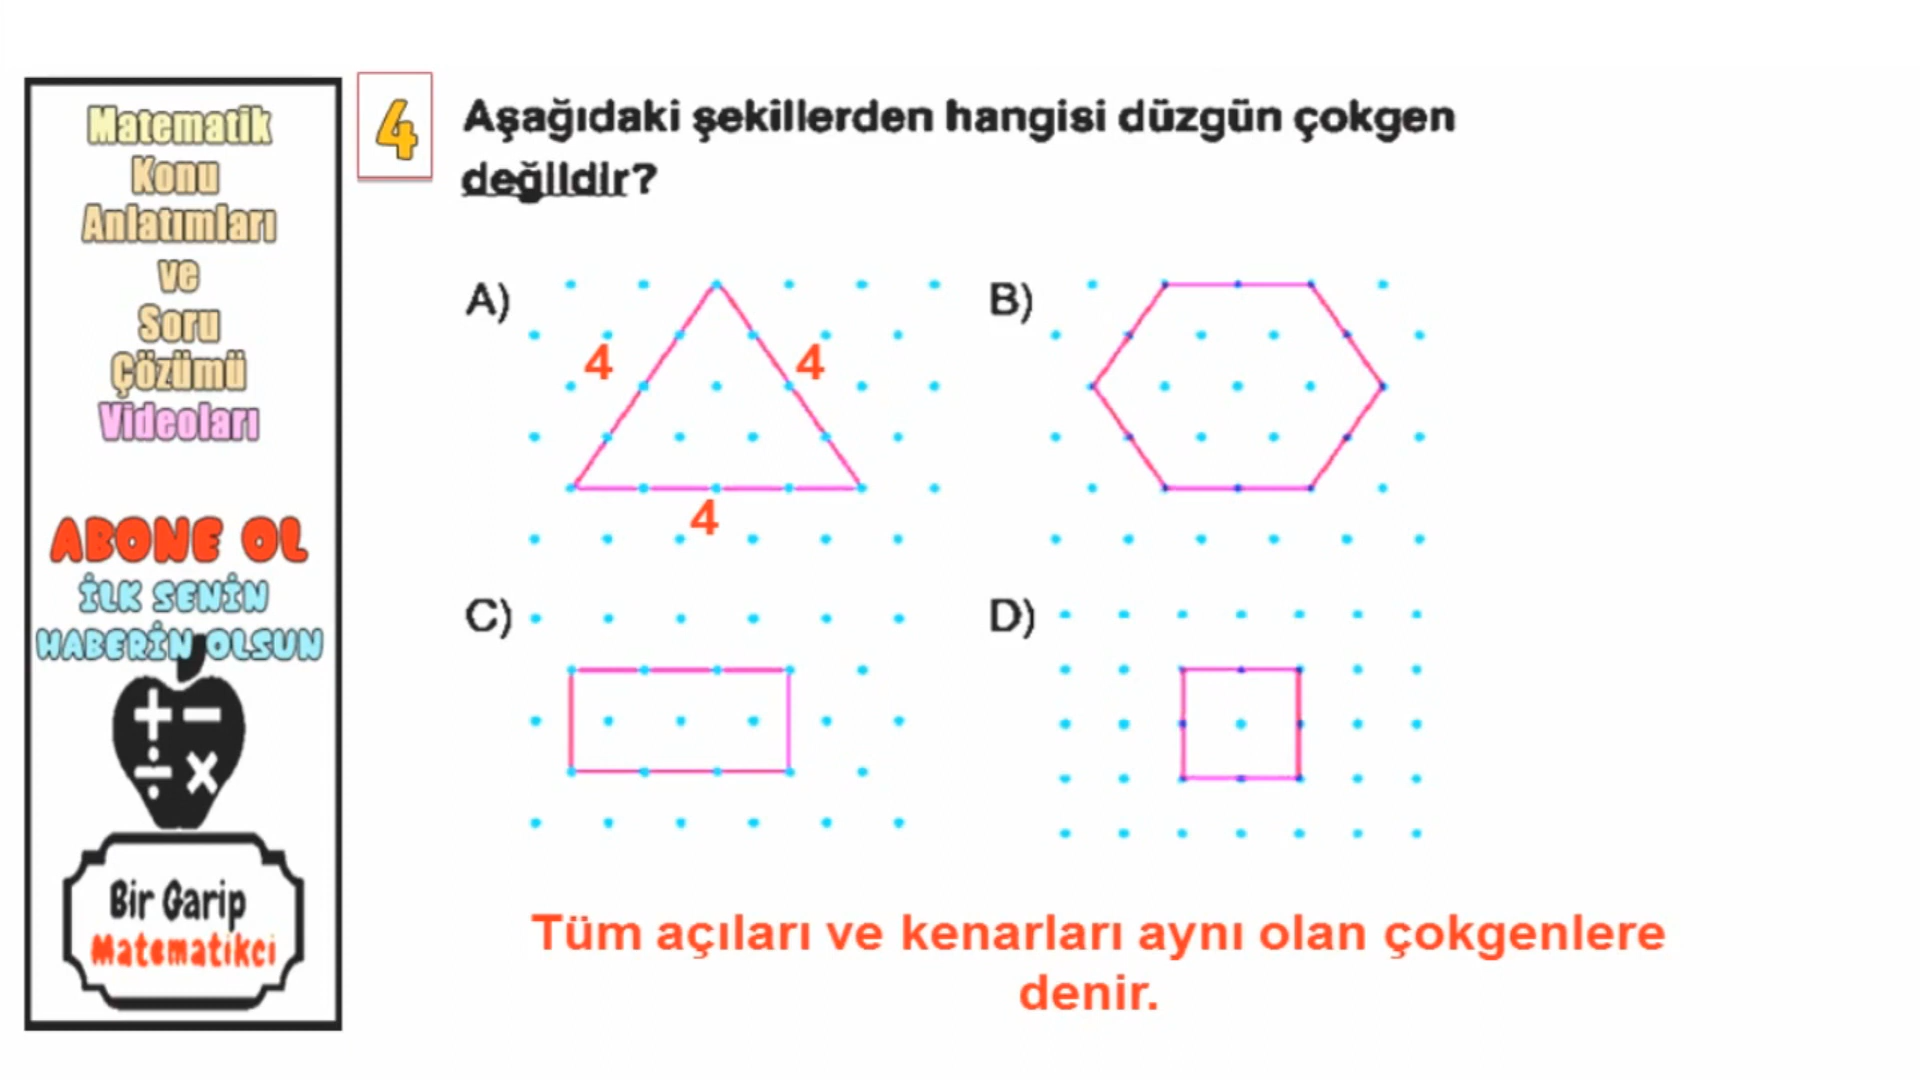 Matematik
Konu
Anlatımları
ve
Soru
Çözümü
Videoları
ABONE OL
İLK SENİN
HABERİN OLSUN
Bir Garip
Matematikci
4 Aşağıdaki şekillerden hangisi düzgün çokgen
değildir?
A)
4
4
4
B)
C)
D)
Tüm açıları ve kenarları aynı olan çokgenlere
denir.